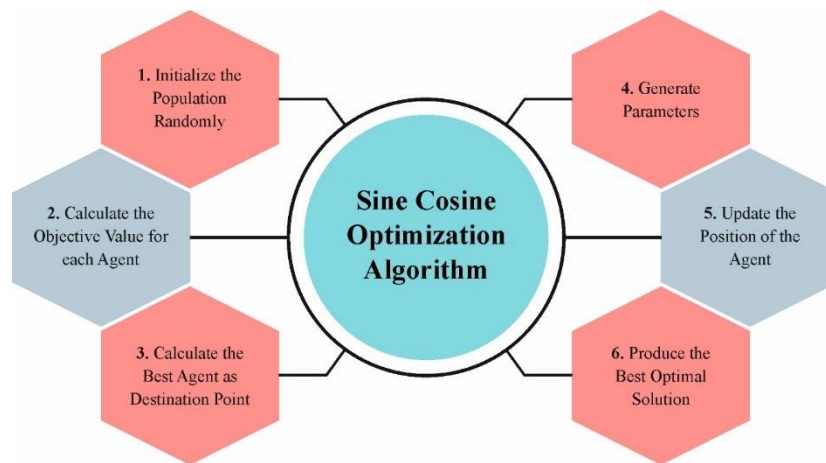 1. Initialize the
Population
Randomly
2. Calculate the
Objective Value for
each Agent
3. Calculate the
Best Agent as
Destination Point
Sine Cosine
Optimization
Algorithm
4. Generate
Parameters
5. Update the
Position of the
Agent
6. Produce the
Best Optimal
Solution